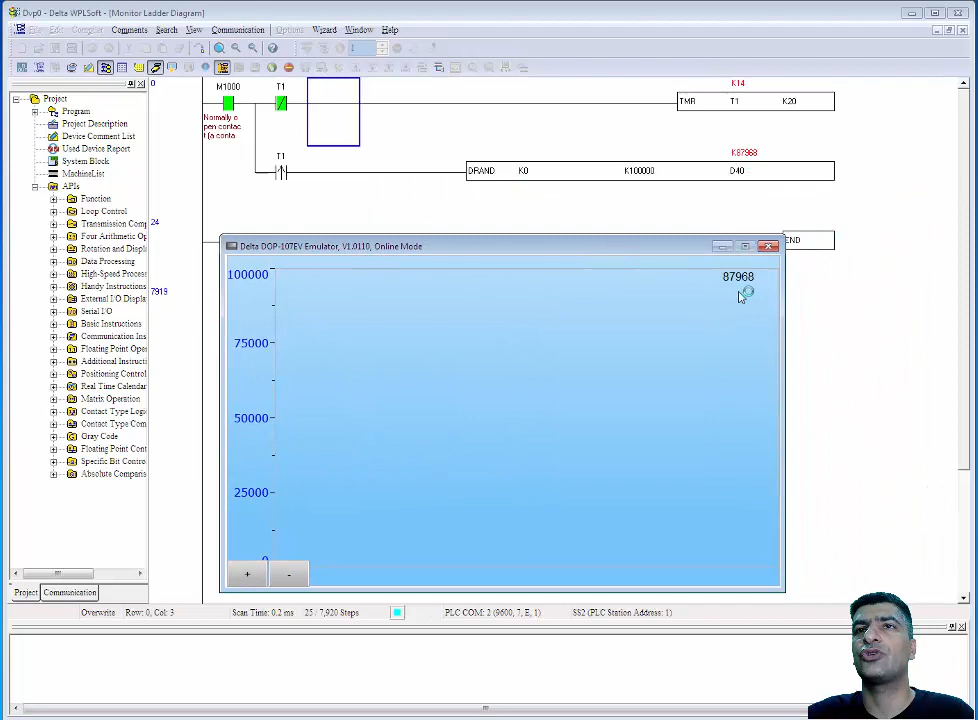 Dvp0 - Delta WPLSoft - [Monitor Ladder Diagram]
File Edit Compiler Comments Search View Communication Options Wizard Window Help
Project
Program
Project Description
Device Comment List
Used Device Report
System Block
MachineList
APIs
Function
Loop Control
Transmission Com
Four Arithmetic Op
Rotation and Displ
Data Processing
High-Speed Proces
Handy Instructions
External I/O Displa
Serial I/O
Basic Instructions
Communication Ins
Floating Point Oper
Additional Instructi
Positioning Control
Real Time Calendar
Matrix Operation
Contact Type Logi
Contact Type Com
Gray Code
Floating Point Cont
Specific Bit Contro
Absolute Comparis
Project Communication
0
24
7919
M1000 T1
Normally o
pen contac
t (a conta
K14
TMR T1 K20
T1
K87968
DRAND K0 K100000 D40
END
Delta DOP-107EV Emulator, V1.0110, Online Mode
100000
75000
50000
25000
0
87968
+ -
Overwrite Row: 0, Col: 3 Scan Time: 0.2 ms 25 / 7,920 Steps PLC COM: 2 (9600, 7, E, 1) SS2 (PLC Station Address: 1)